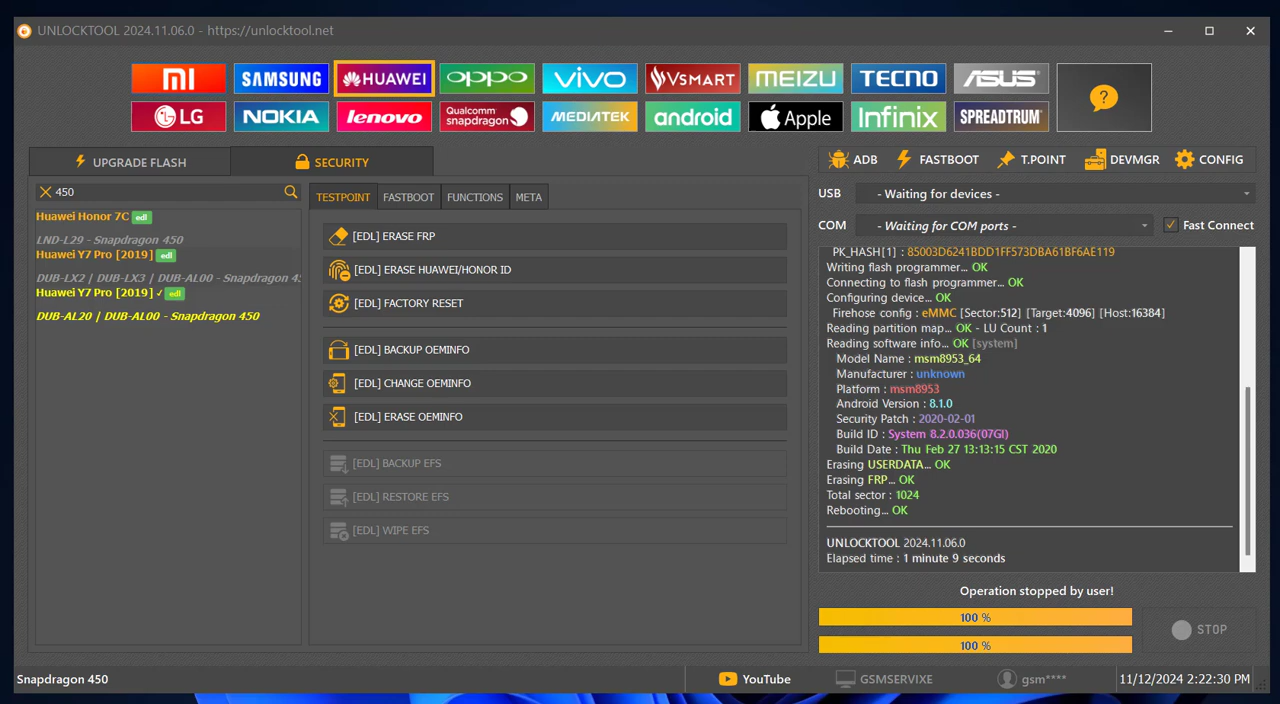 UNLOCKTOOL 2024.11.06.0 - https://unlocktool.net
mi SAMSUNG HUAWEI oppo vivo VSMART MEIZU TECNO ASUS
LG NOKIA lenovo Qualcomm snapdragon MEDIATEK android Apple Infinix SPREADTRUM ?
UPGRADE FLASH
SECURITY
450
Huawei Honor 7C edl
LND-L29 - Snapdragon 450
Huawei Y7 Pro [2019] edl
DUB-LX2 | DUB-LX3 | DUB-AL00 - Snapdragon 45
Huawei Y7 Pro [2019] ✓ edl
DUB-AL20 | DUB-AL00 - Snapdragon 450
TESTPOINT FASTBOOT FUNCTIONS META
[EDL] ERASE FRP
[EDL] ERASE HUAWEI/HONOR ID
[EDL] FACTORY RESET
[EDL] BACKUP OEMINFO
[EDL] CHANGE OEMINFO
[EDL] ERASE OEMINFO
[EDL] BACKUP EFS
[EDL] RESTORE EFS
[EDL] WIPE EFS
ADB FASTBOOT T.POINT DEVMGR CONFIG
USB - Waiting for devices -
COM - Waiting for COM ports - Fast Connect
PK_HASH[1] : 85003D6241BDD1FF573DBA61BF6AE119
Writing flash programmer... OK
Connecting to flash programmer... OK
Configuring device... OK
Firehose config : eMMC [Sector:512] [Target:4096] [Host:16384]
Reading partition map... OK - LU Count : 1
Reading software info... OK [system]
Model Name : msm8953_64
Manufacturer : unknown
Platform : msm8953
Android Version : 8.1.0
Security Patch : 2020-02-01
Build ID : System 8.2.0.036(07GI)
Build Date : Thu Feb 27 13:13:15 CST 2020
Erasing USERDATA... OK
Erasing FRP... OK
Total sector : 1024
Rebooting... OK
UNLOCKTOOL 2024.11.06.0
Elapsed time : 1 minute 9 seconds
Operation stopped by user!
100 %
100 %
STOP
Snapdragon 450 YouTube GSMSERVIXE gsm**** 11/12/2024 2:22:30 PM